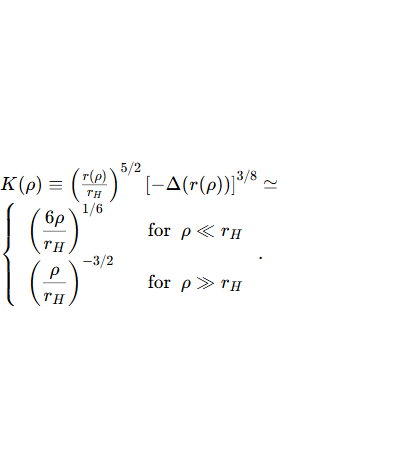 K(ρ) ≡ (r(ρ)/r_H)^{5/2} [−Δ(r(ρ))]^{3/8} ≃
{ (6ρ/r_H)^{1/6} for ρ ≪ r_H
(ρ/r_H)^{−3/2} for ρ ≫ r_H .